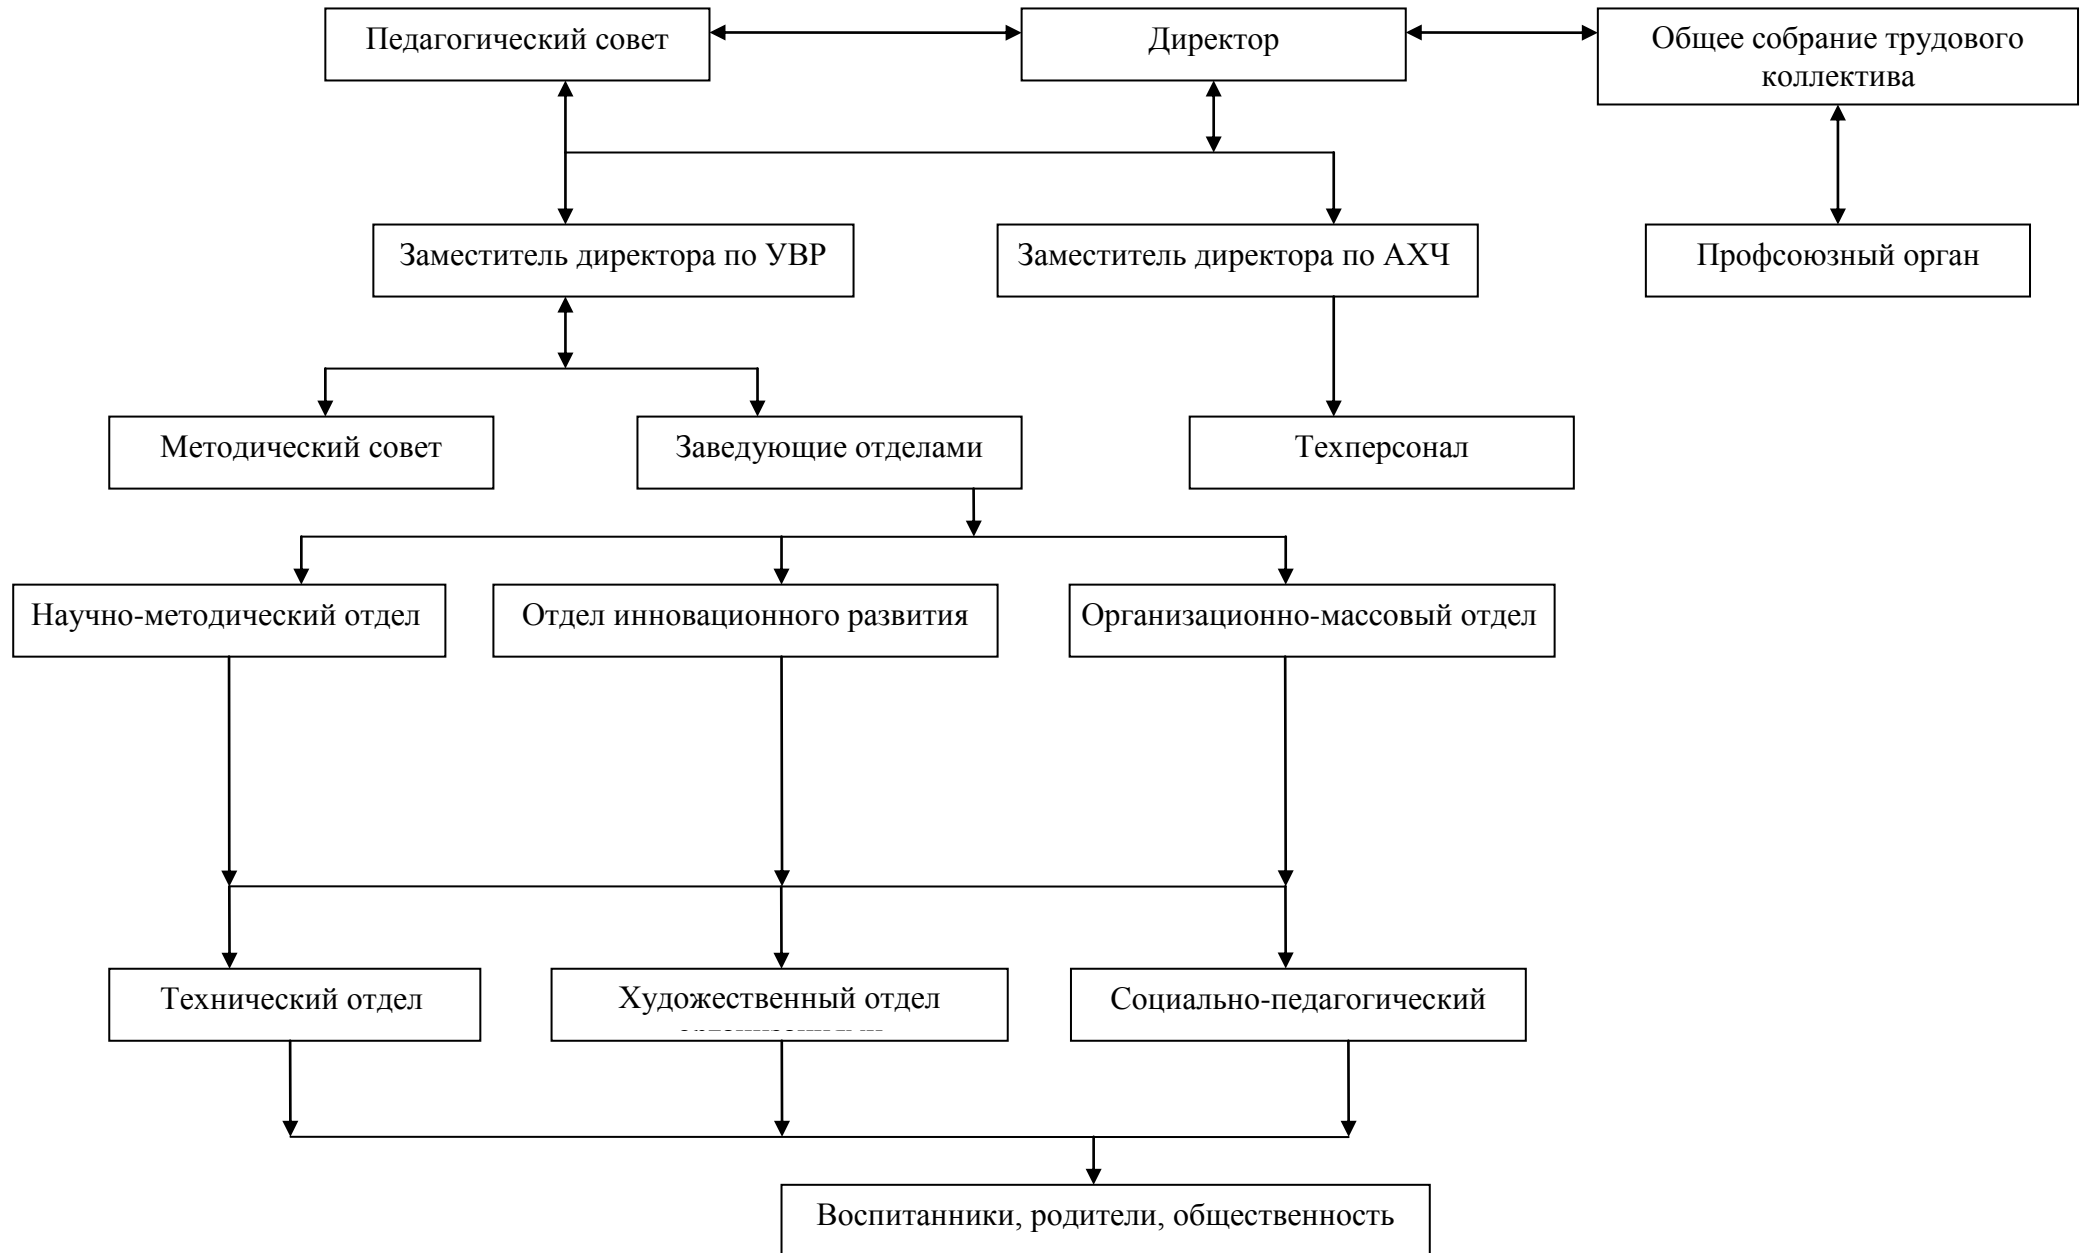 Педагогический совет
Директор
Общее собрание трудового
коллектива
Заместитель директора по УВР
Заместитель директора по АХЧ
Профсоюзный орган
Методический совет
Заведующие отделами
Техперсонал
Научно-методический отдел
Отдел инновационного развития
Организационно-массовый отдел
Технический отдел
Художественный отдел
Социально-педагогический
Воспитанники, родители, общественность